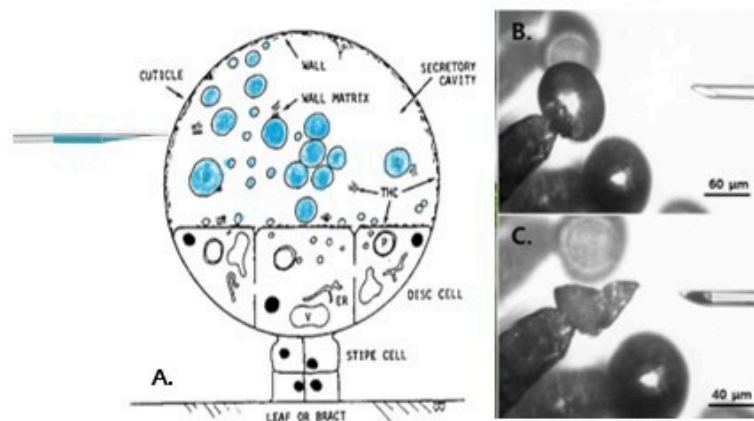 WALL
CUTICLE
SECRETORY
CAVITY
WALL MATRIX
THC
P
ER
V
DISC CELL
STIPE CELL
A.
LEAF OR BRACT
B.
60 μm
C.
40 μm